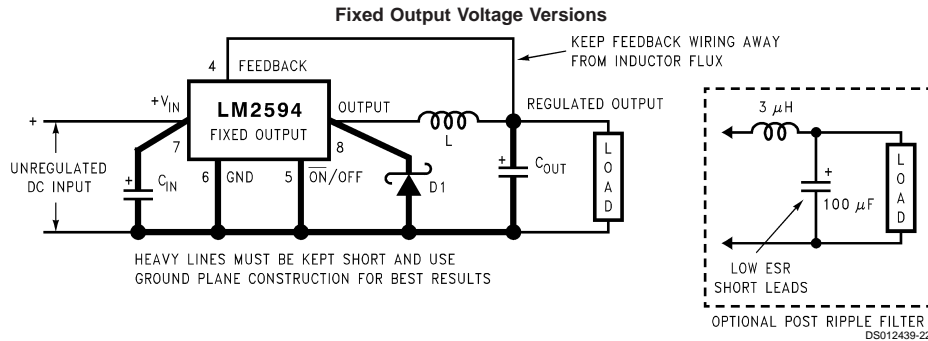 Fixed Output Voltage Versions
KEEP FEEDBACK WIRING AWAY
FROM INDUCTOR FLUX
4 FEEDBACK
+VIN
LM2594
FIXED OUTPUT
OUTPUT
REGULATED OUTPUT
7
8
L
+
UNREGULATED
DC INPUT
+
CIN
6 GND
5 ON/OFF
D1
+
COUT
LOAD
HEAVY LINES MUST BE KEPT SHORT AND USE
GROUND PLANE CONSTRUCTION FOR BEST RESULTS
3 μH
+
100 μF
LOAD
LOW ESR
SHORT LEADS
OPTIONAL POST RIPPLE FILTER
DS012439-22